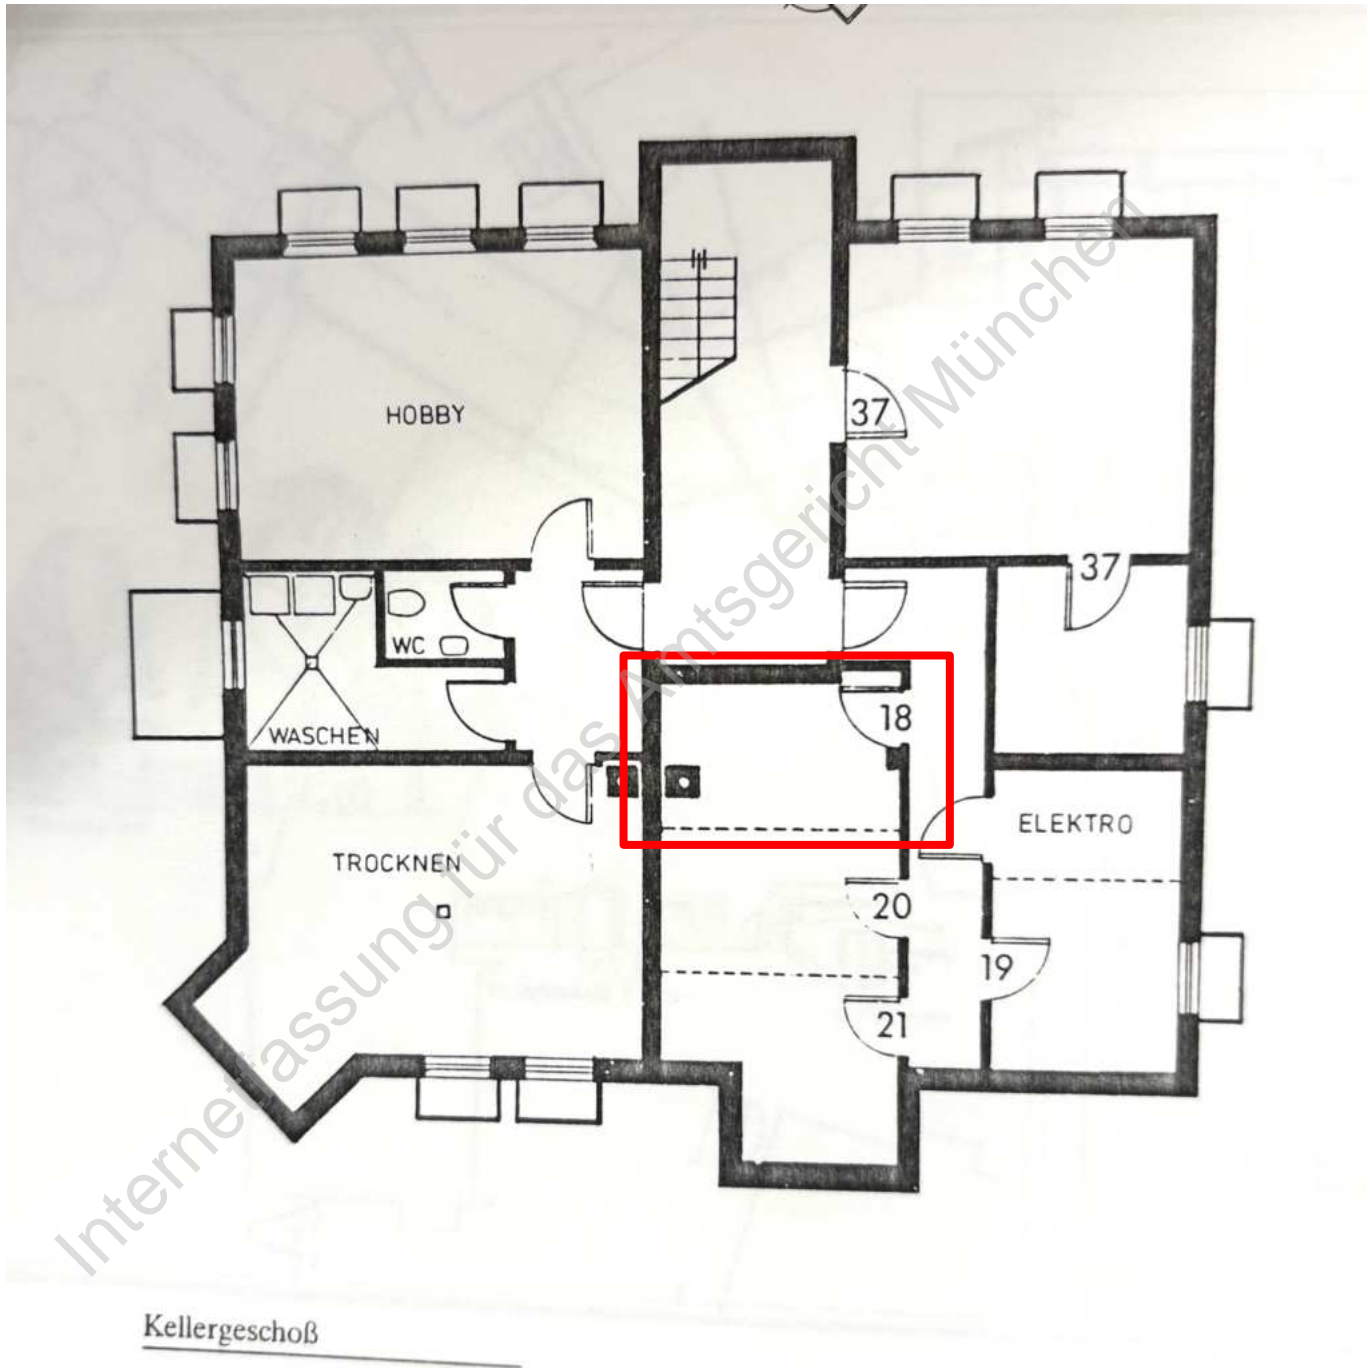 HOBBY
37
37
WC
WASCHEN
18
ELEKTRO
TROCKNEN
20
19
21
Internetfassung für das Amtsgericht München
Kellergeschoß